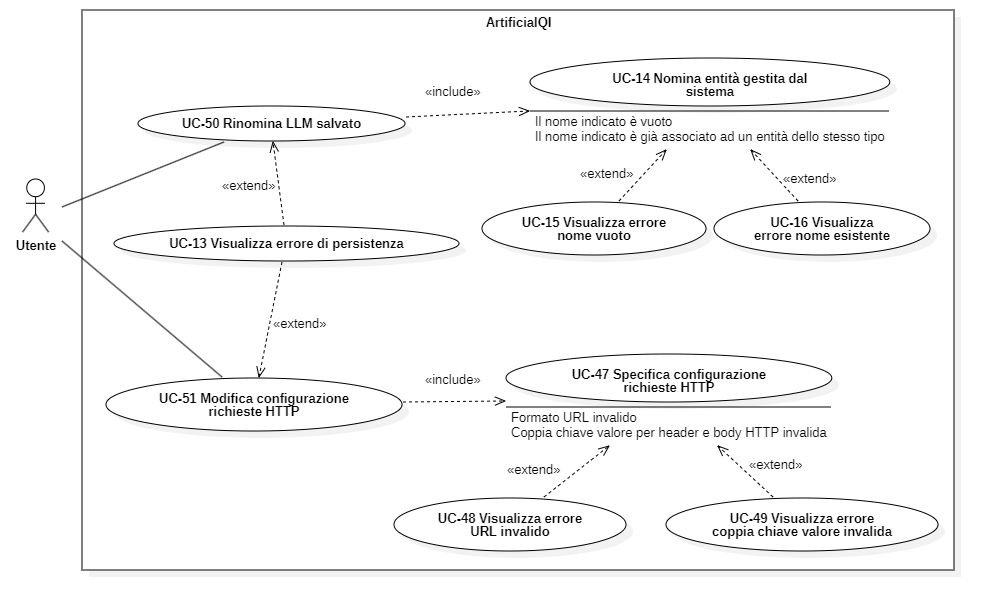 ArtificialQI
UC-14 Nomina entità gestita dal
sistema
«include»
UC-50 Rinomina LLM salvato
Il nome indicato è vuoto
Il nome indicato è già associato ad un entità dello stesso tipo
«extend»
«extend»
«extend»
UC-15 Visualizza errore
nome vuoto
UC-16 Visualizza
errore nome esistente
Utente
UC-13 Visualizza errore di persistenza
«extend»
UC-47 Specifica configurazione
richieste HTTP
«include»
UC-51 Modifica configurazione
richieste HTTP
Formato URL invalido
Coppia chiave valore per header e body HTTP invalida
«extend»
«extend»
UC-48 Visualizza errore
URL invalido
UC-49 Visualizza errore
coppia chiave valore invalida